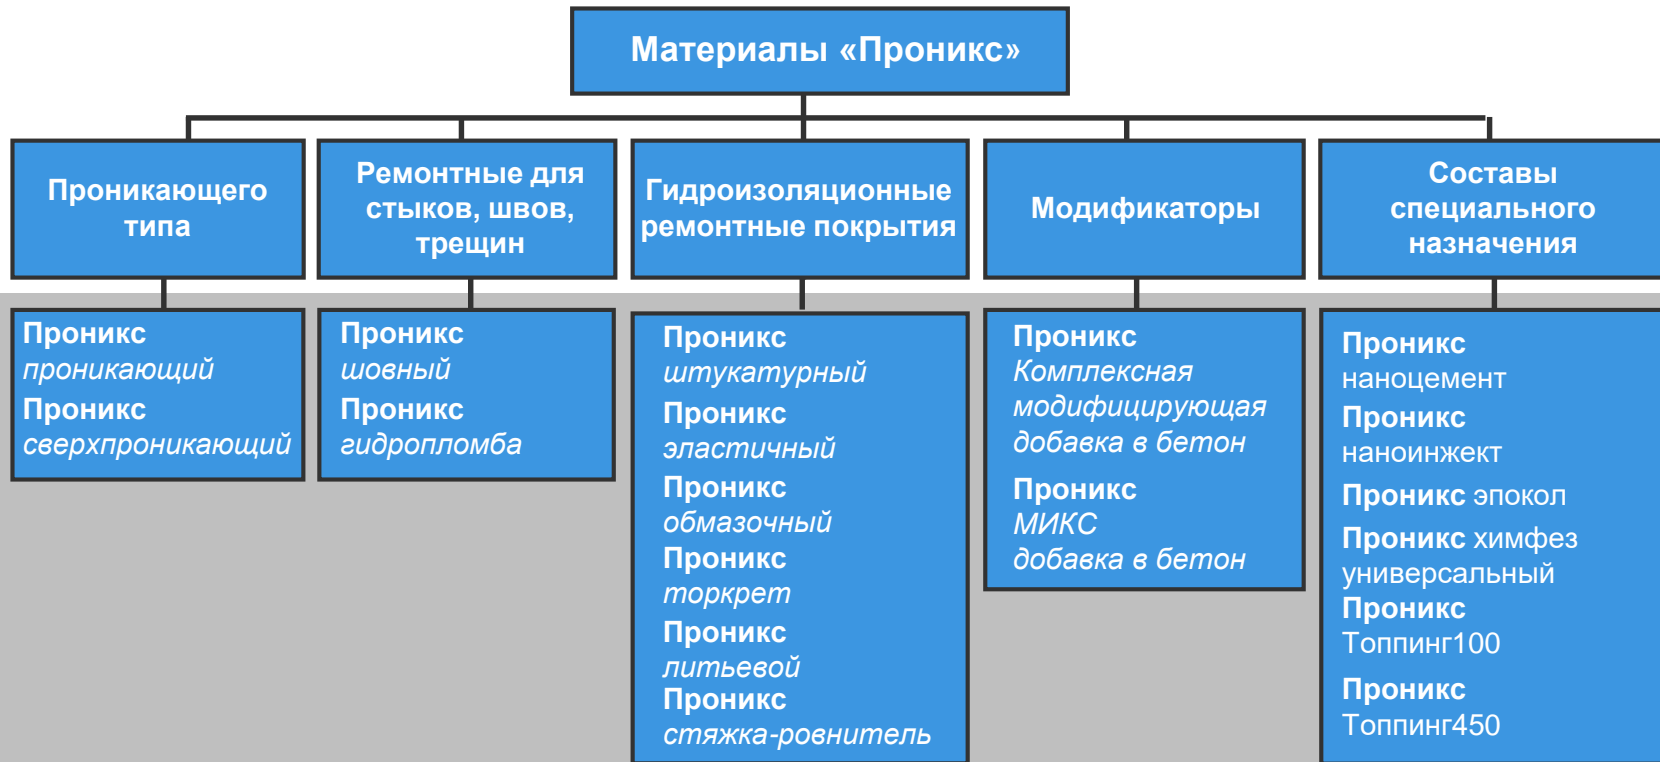 Материалы «Проникс»
Проникающего
типа
Ремонтные для
стыков, швов,
трещин
Гидроизоляционные
ремонтные покрытия
Модификаторы
Составы
специального
назначения
Проникс
проникающий
Проникс
сверхпроникающий
Проникс
шовный
Проникс
гидропломба
Проникс
штукатурный
Проникс
эластичный
Проникс
обмазочный
Проникс
торкрет
Проникс
литьевой
Проникс
стяжка-ровнитель
Проникс
Комплексная
модифицирующая
добавка в бетон
Проникс
МИКС
добавка в бетон
Проникс
наноцемент
Проникс
наноинжект
Проникс эпокол
Проникс химфез
универсальный
Проникс
Топпинг100
Проникс
Топпинг450